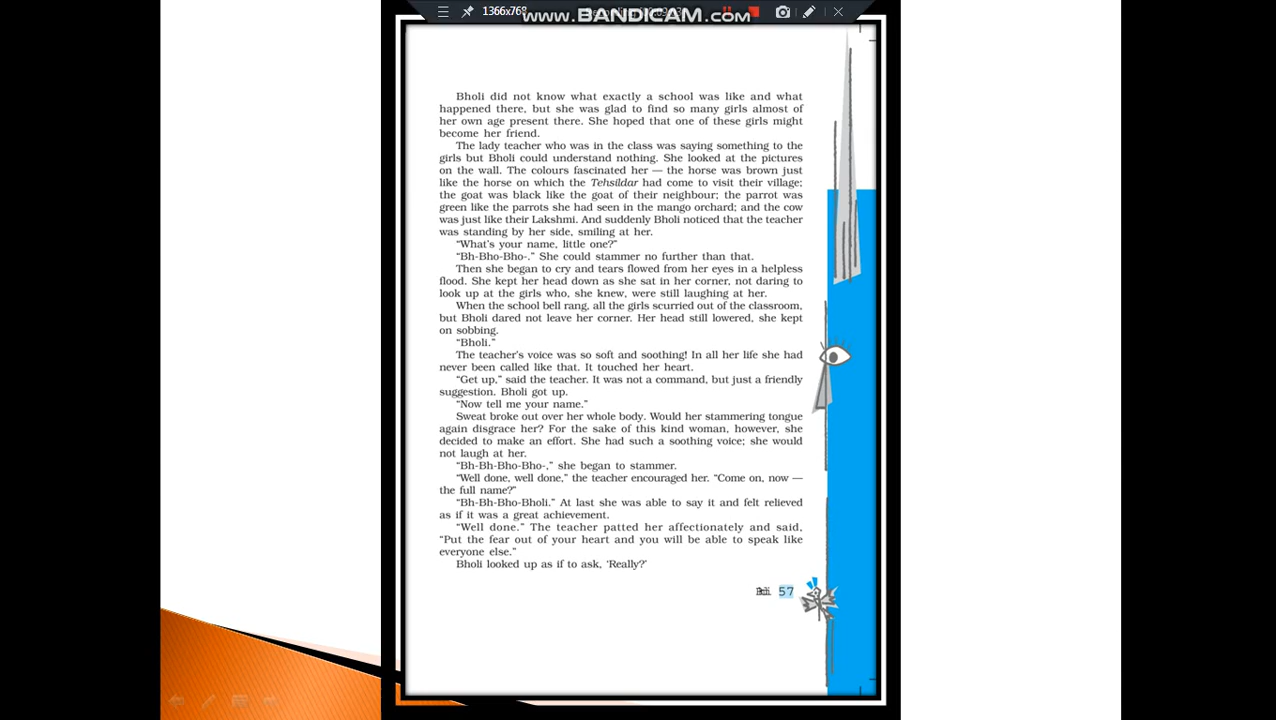 1366x768
www.BANDICAM.com
Bholi did not know what exactly a school was like and what
happened there, but she was glad to find so many girls almost of
her own age present there. She hoped that one of these girls might
become her friend.
The lady teacher who was in the class was saying something to the
girls but Bholi could understand nothing. She looked at the pictures
on the wall. The colours fascinated her — the horse was brown just
like the horse on which the Tehsildar had come to visit their village;
the goat was black like the goat of their neighbour; the parrot was
green like the parrots she had seen in the mango orchard; and the cow
was just like their Lakshmi. And suddenly Bholi noticed that the teacher
was standing by her side, smiling at her.
“What’s your name, little one?”
“Bh-Bho-Bho-.” She could stammer no further than that.
Then she began to cry and tears flowed from her eyes in a helpless
flood. She kept her head down as she sat in her corner, not daring to
look up at the girls who, she knew, were still laughing at her.
When the school bell rang, all the girls scurried out of the classroom,
but Bholi dared not leave her corner. Her head still lowered, she kept
on sobbing.
“Bholi.”
The teacher’s voice was so soft and soothing! In all her life she had
never been called like that. It touched her heart.
“Get up,” said the teacher. It was not a command, but just a friendly
suggestion. Bholi got up.
“Now tell me your name.”
Sweat broke out over her whole body. Would her stammering tongue
again disgrace her? For the sake of this kind woman, however, she
decided to make an effort. She had such a soothing voice; she would
not laugh at her.
“Bh-Bh-Bho-Bho-,” she began to stammer.
“Well done, well done,” the teacher encouraged her. “Come on, now —
the full name?”
“Bh-Bh-Bho-Bholi.” At last she was able to say it and felt relieved
as if it was a great achievement.
“Well done.” The teacher patted her affectionately and said,
“Put the fear out of your heart and you will be able to speak like
everyone else.”
Bholi looked up as if to ask, ‘Really?’
57